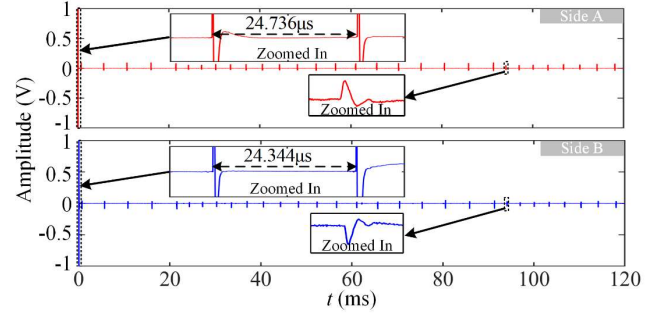 1
0.5
0
-0.5
-1
Side A
24.736μs
Zoomed In
Zoomed In
Amplitude (V)
1
0.5
0
-0.5
-1
Side B
24.344μs
Zoomed In
Zoomed In
0 20 40 60 80 100 120
t (ms)